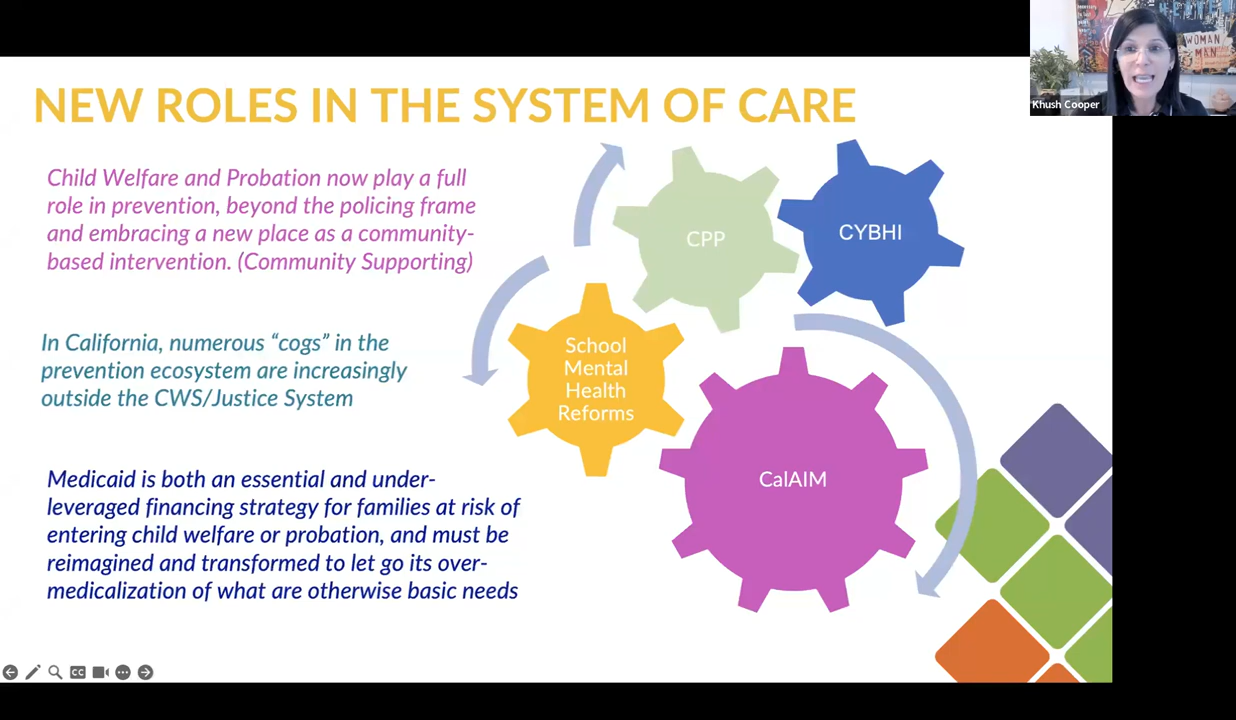 NEW ROLES IN THE SYSTEM OF CARE
Child Welfare and Probation now play a full
role in prevention, beyond the policing frame
and embracing a new place as a community-
based intervention. (Community Supporting)
In California, numerous “cogs” in the
prevention ecosystem are increasingly
outside the CWS/Justice System
Medicaid is both an essential and under-
leveraged financing strategy for families at risk of
entering child welfare or probation, and must be
reimagined and transformed to let go its over-
medicalization of what are otherwise basic needs
CPP
CYBHI
School
Mental
Health
Reforms
CalAIM
WOMAN
MAN
Khush Cooper
CC